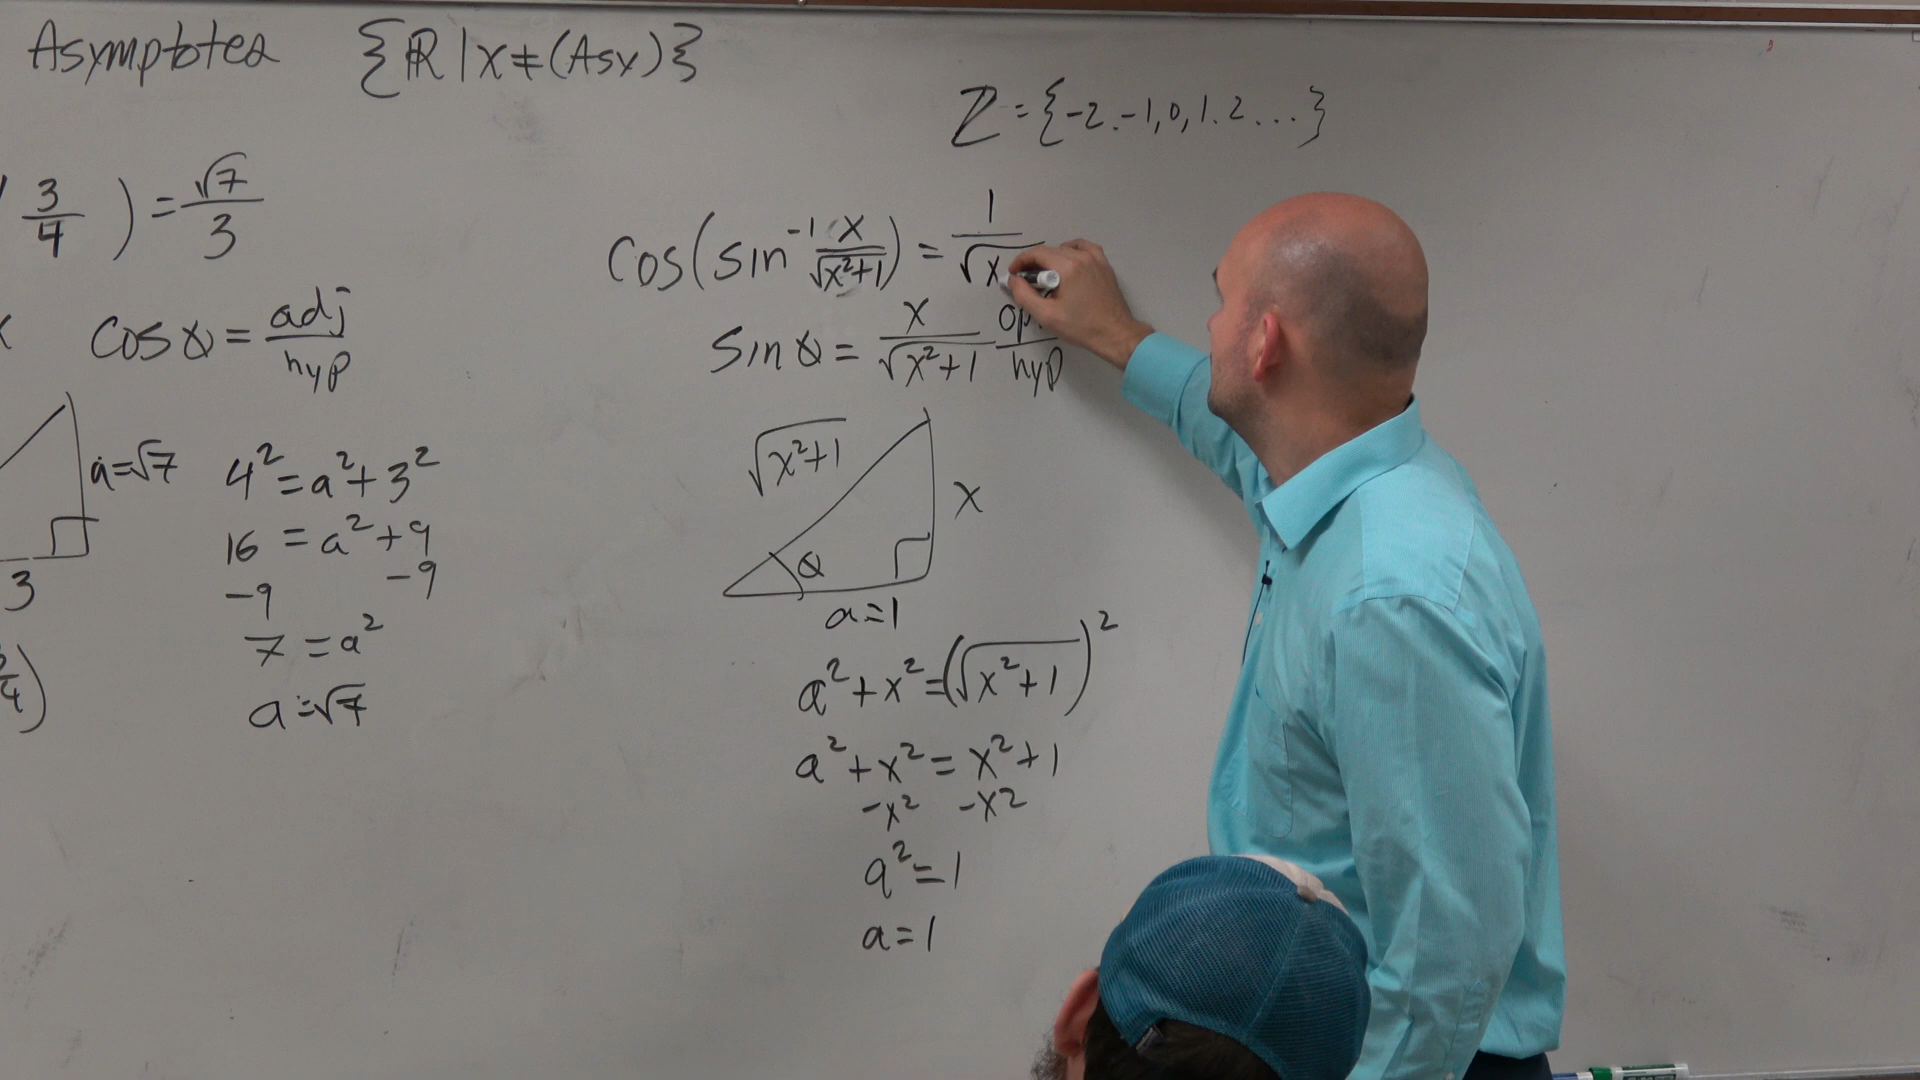 Asymptotes {ℝ | x ≠ (Asx)}
ℤ = {-2.-1,0,1.2...}
3/4 ) = √7/3
cos(sin⁻¹ x/√x²+1) = 1/√x
cos θ = adj/hyp
sin θ = x/√x²+1 hyp
a=√7
3
4² = a² + 3²
16 = a² + 9
-9 -9
7 = a²
a = √7
√x²+1
x
θ
a=1
a² + x² = (√x²+1)²
a² + x² = x² + 1
-x² -x2
a² = 1
a = 1